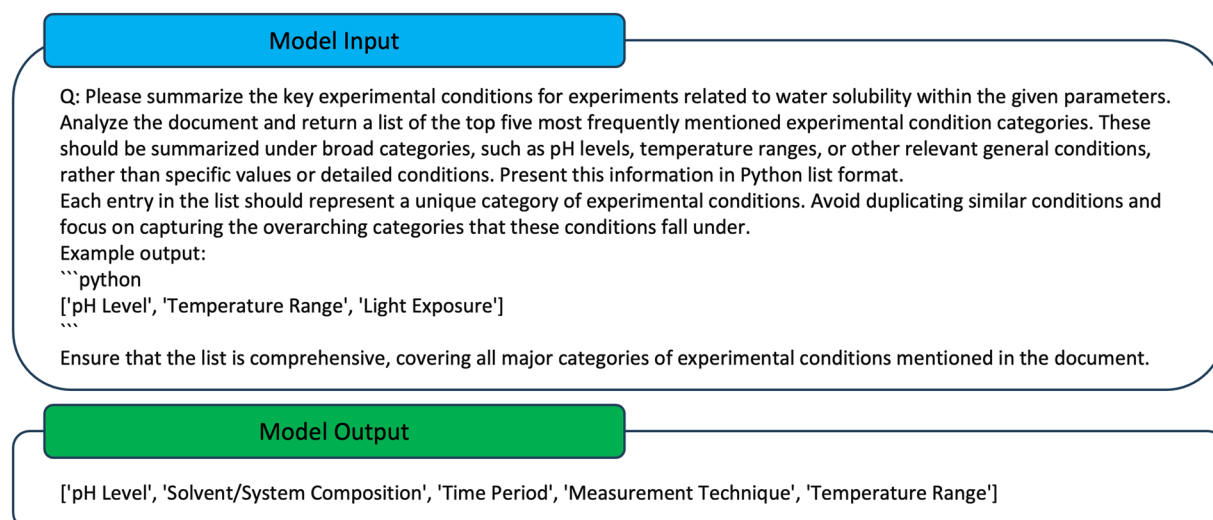 Model Input
Q: Please summarize the key experimental conditions for experiments related to water solubility within the given parameters.
Analyze the document and return a list of the top five most frequently mentioned experimental condition categories. These
should be summarized under broad categories, such as pH levels, temperature ranges, or other relevant general conditions,
rather than specific values or detailed conditions. Present this information in Python list format.
Each entry in the list should represent a unique category of experimental conditions. Avoid duplicating similar conditions and
focus on capturing the overarching categories that these conditions fall under.
Example output:
```python
['pH Level', 'Temperature Range', 'Light Exposure']
```
Ensure that the list is comprehensive, covering all major categories of experimental conditions mentioned in the document.
Model Output
['pH Level', 'Solvent/System Composition', 'Time Period', 'Measurement Technique', 'Temperature Range']